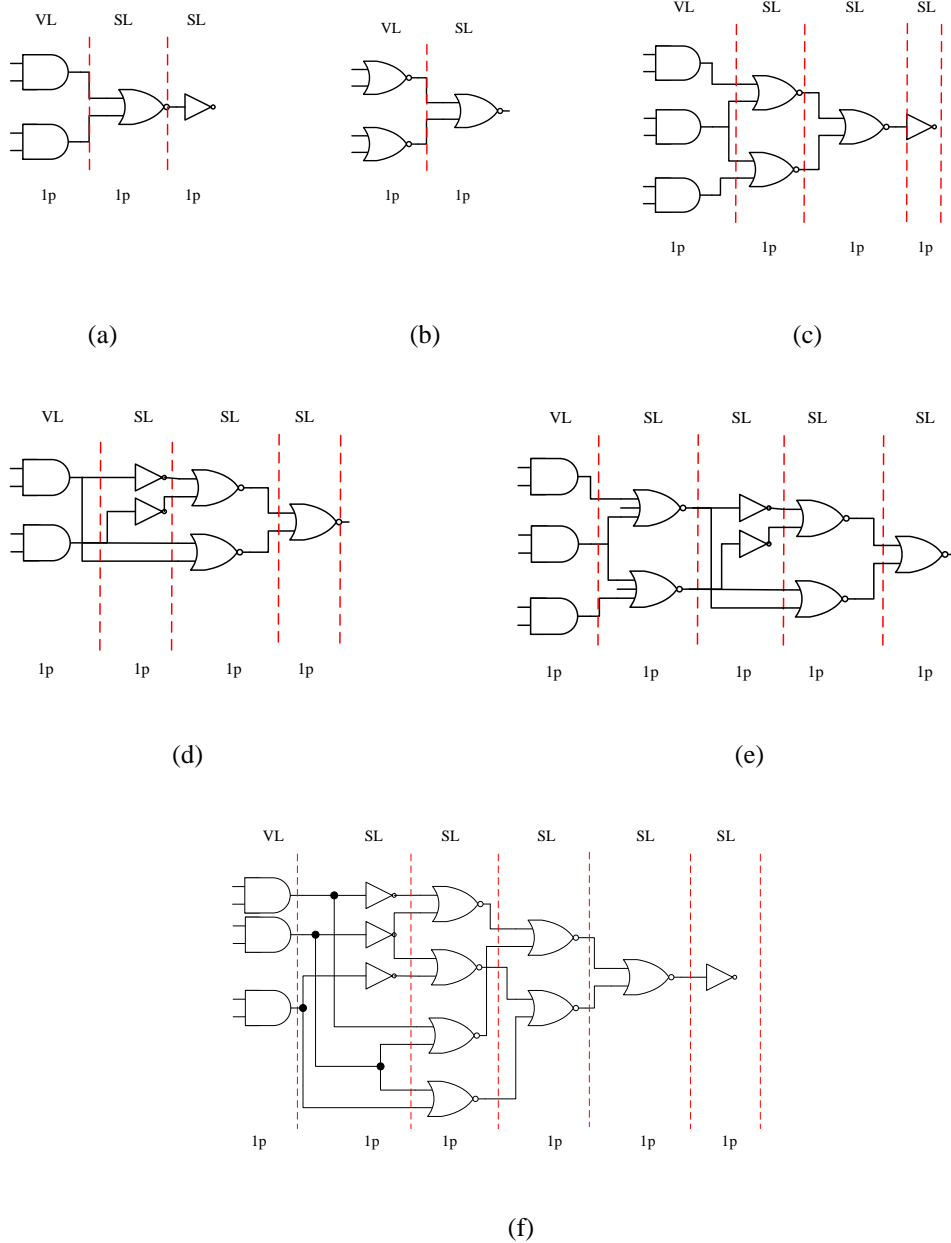 VL SL SL
1p 1p 1p
(a)
VL SL
1p 1p
(b)
VL SL SL SL
1p 1p 1p 1p
(c)
VL SL SL SL
1p 1p 1p 1p
(d)
VL SL SL SL SL
1p 1p 1p 1p 1p
(e)
VL SL SL SL SL SL
1p 1p 1p 1p 1p 1p
(f)